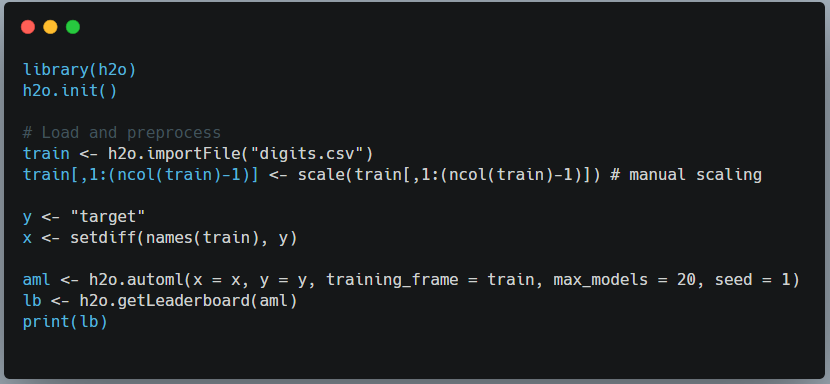 library(h2o)
h2o.init()
# Load and preprocess
train <- h2o.importFile("digits.csv")
train[,1:(ncol(train)-1)] <- scale(train[,1:(ncol(train)-1)]) # manual scaling
y <- "target"
x <- setdiff(names(train), y)
aml <- h2o.automl(x = x, y = y, training_frame = train, max_models = 20, seed = 1)
lb <- h2o.getLeaderboard(aml)
print(lb)